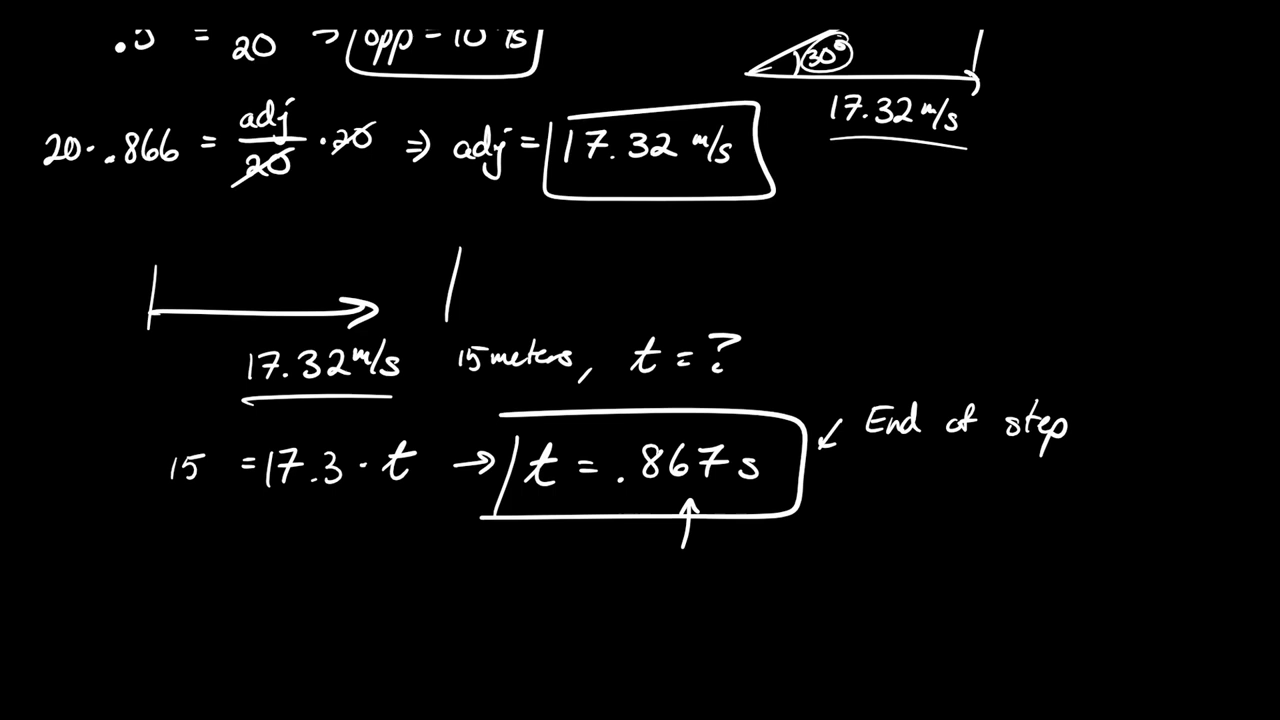 .5 = 20 → opp = 10
30°
17.32 m/s
20 · .866 = adj/20 · 20 ⇒ adj = 17.32 m/s
17.32 m/s 15 meters, t = ?
15 = 17.3 · t → t = .867 s
End of step